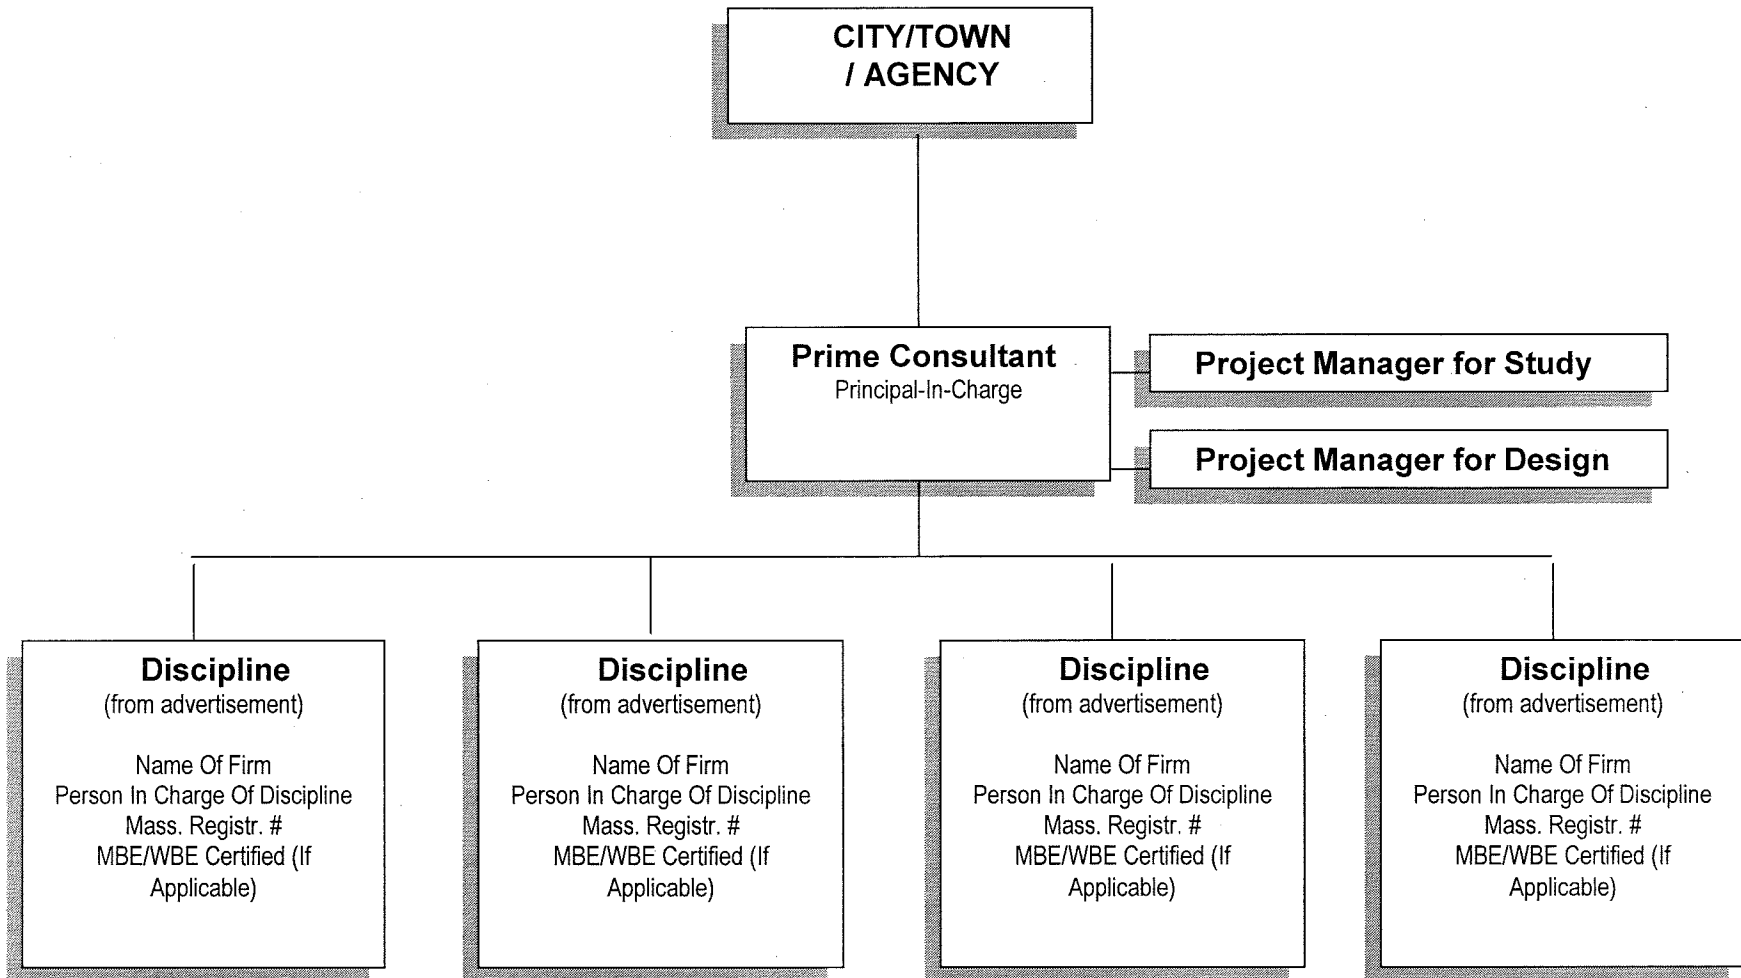 CITY/TOWN
/ AGENCY
Prime Consultant
Principal-In-Charge
Project Manager for Study
Project Manager for Design
Discipline
(from advertisement)
Name Of Firm
Person In Charge Of Discipline
Mass. Registr. #
MBE/WBE Certified (If
Applicable)
Discipline
(from advertisement)
Name Of Firm
Person In Charge Of Discipline
Mass. Registr. #
MBE/WBE Certified (If
Applicable)
Discipline
(from advertisement)
Name Of Firm
Person In Charge Of Discipline
Mass. Registr. #
MBE/WBE Certified (If
Applicable)
Discipline
(from advertisement)
Name Of Firm
Person In Charge Of Discipline
Mass. Registr. #
MBE/WBE Certified (If
Applicable)